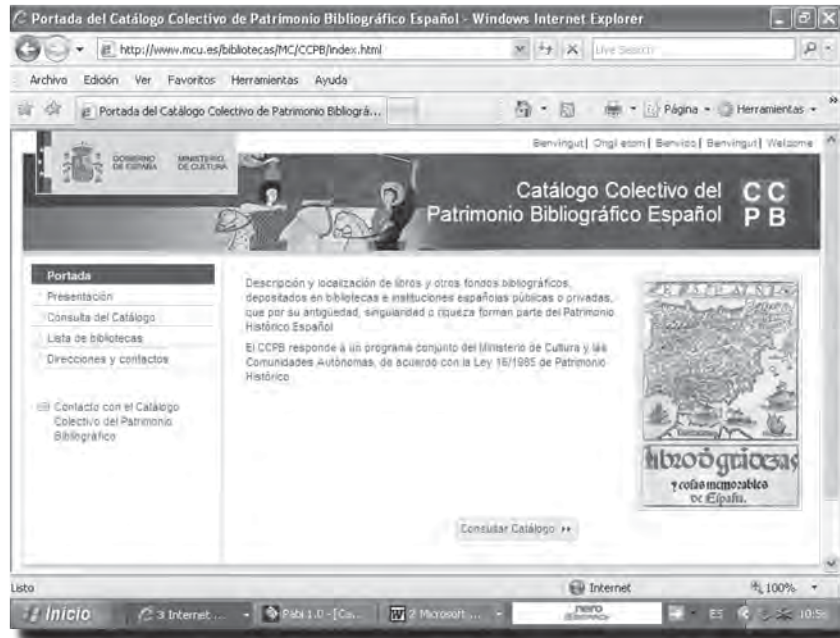 Portada del Catálogo Colectivo de Patrimonio Bibliográfico Español - Windows Internet Explorer
http://www.mcu.es/bibliotecas/MC/CCPB/index.html
Live Search
Archivo Edición Ver Favoritos Herramientas Ayuda
Portada del Catálogo Colectivo de Patrimonio Bibliográ...
Página Herramientas »
Benvingut| Ongi etorri| Benvido| Benvingut| Welcome
GOBIERNO DE ESPAÑA
MINISTERIO DE CULTURA
Catálogo Colectivo del
Patrimonio Bibliográfico Español
C C
P B
Portada
Presentación
Consulta del Catálogo
Lista de bibliotecas
Direcciones y contactos
Contacto con el Catálogo
Colectivo del Patrimonio
Bibliográfico
Descripción y localización de libros y otros fondos bibliográficos,
depositados en bibliotecas e instituciones españolas públicas o privadas,
que por su antigüedad, singularidad o riqueza forman parte del Patrimonio
Histórico Español
El CCPB responde a un programa conjunto del Ministerio de Cultura y las
Comunidades Autónomas, de acuerdo con la Ley 16/1985 de Patrimonio
Histórico
y cosas memorables
de España.
Consultar Catálogo
Listo
Internet
100%
Inicio
3 Internet ...
Pabi 1.0 - [Ca...
2 Microsoft ...
nero
ES
10:5